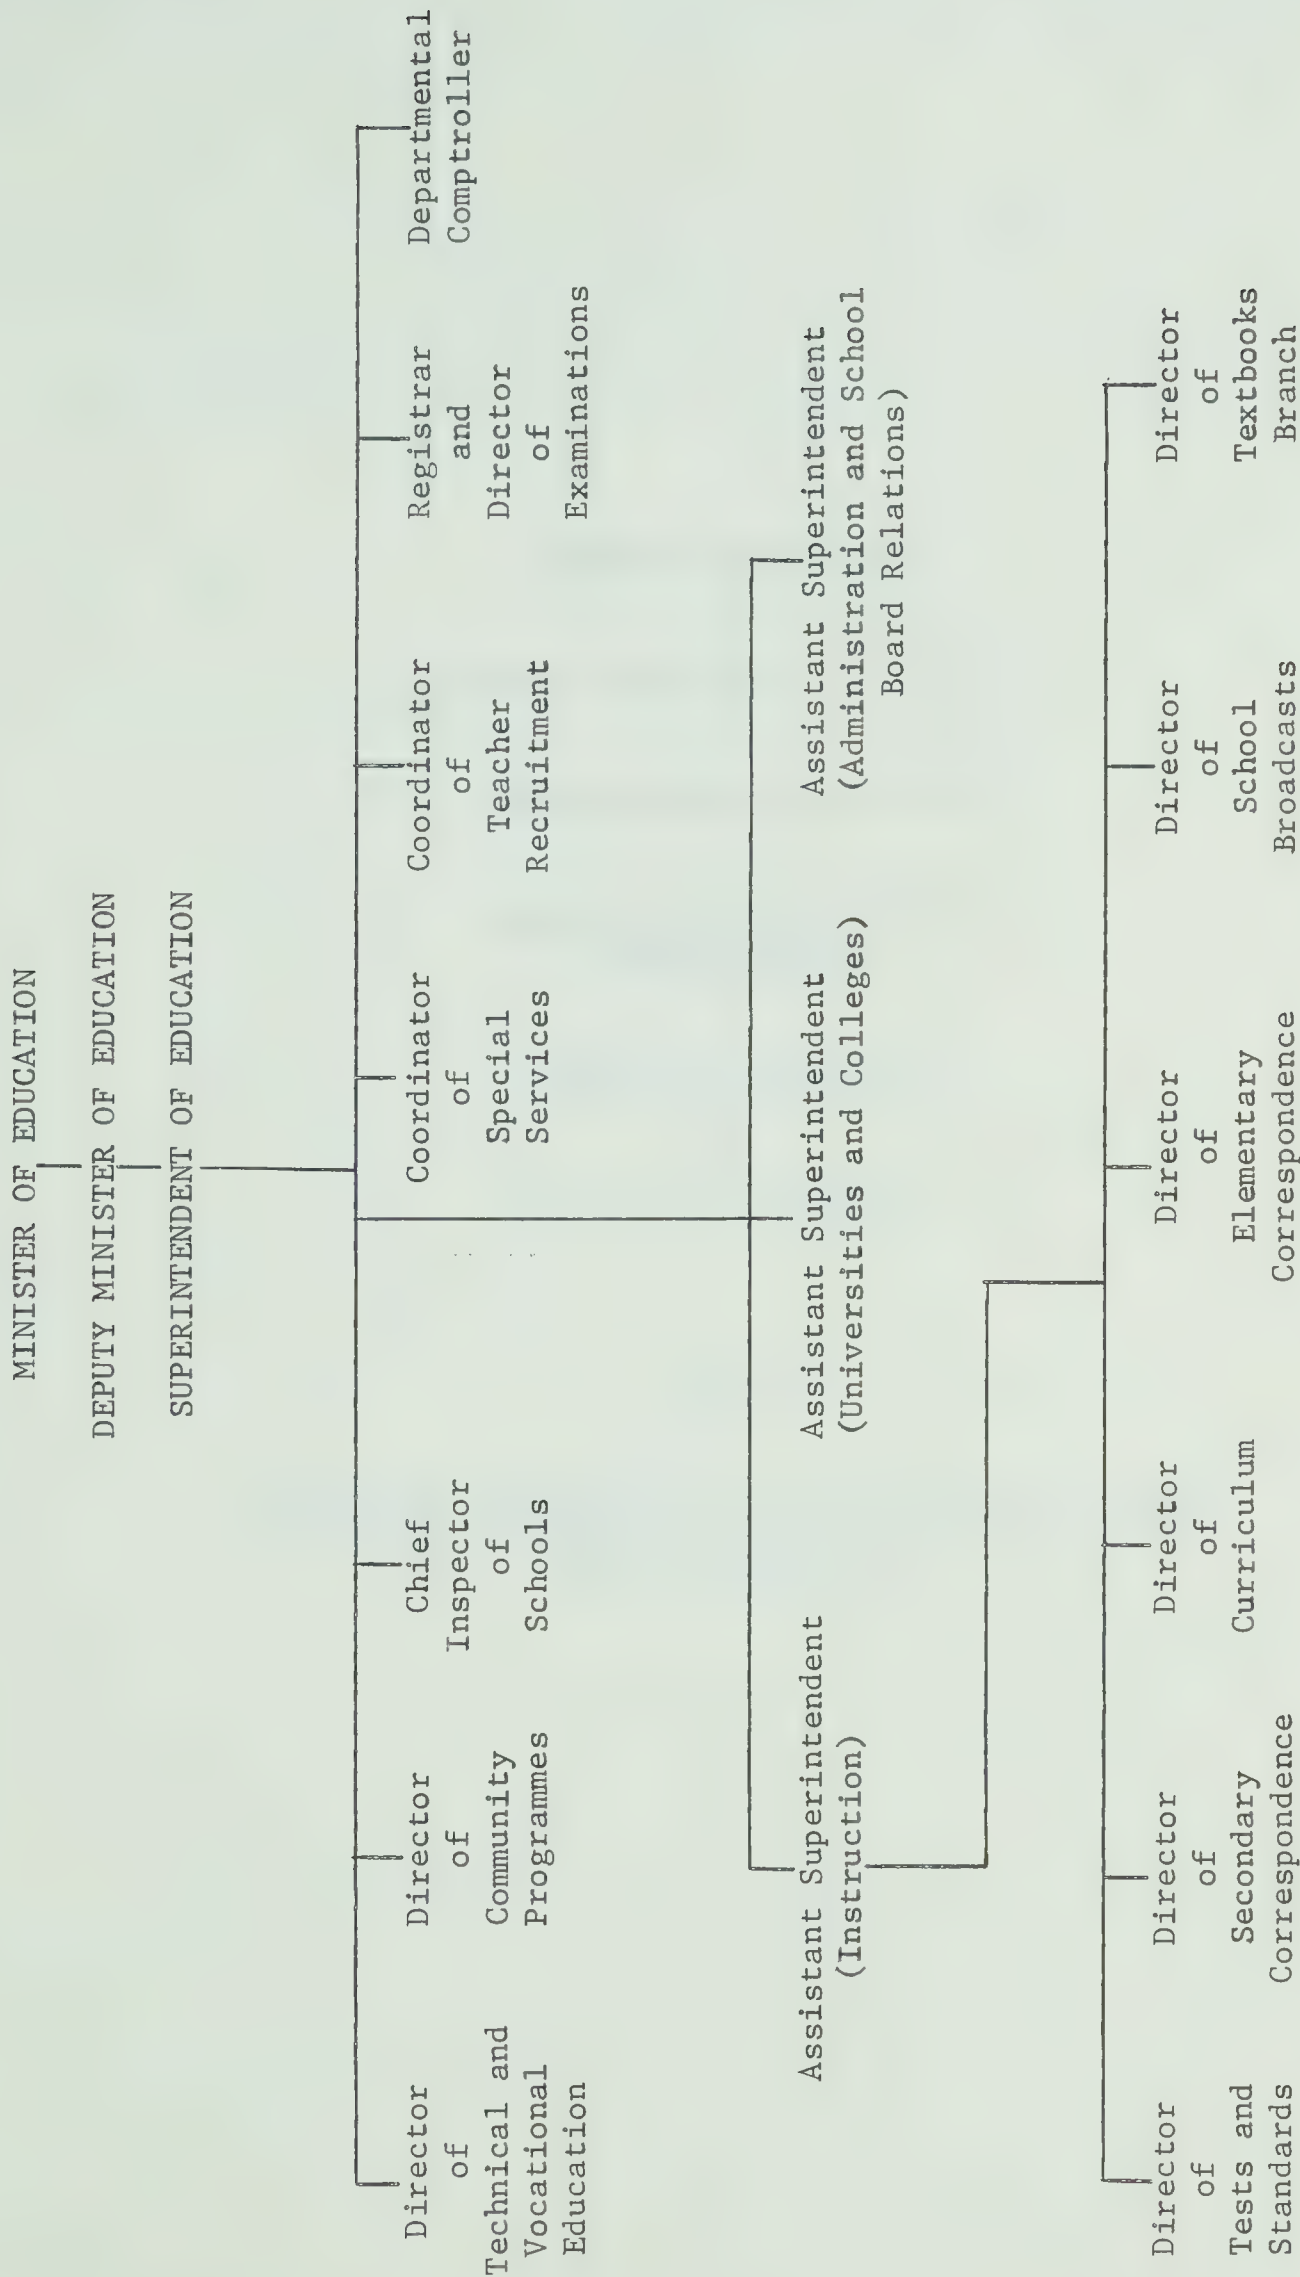 MINISTER OF EDUCATION
DEPUTY MINISTER OF EDUCATION
SUPERINTENDENT OF EDUCATION
Director
of
Technical and
Vocational
Education
Director
of
Community
Programmes
Chief
Inspector
of
Schools
Coordinator
of
Special
Services
Coordinator
of
Teacher
Recruitment
Registrar
and
Director
of
Examinations
Departmental
Comptroller
Assistant Superintendent
(Instruction)
Assistant Superintendent
(Universities and Colleges)
Assistant Superintendent
(Administration and School
Board Relations)
Director
of
Tests and
Standards
Director
of
Secondary
Correspondence
Director
of
Curriculum
Director
of
Elementary
Correspondence
Director
of
School
Broadcasts
Director
of
Textbooks
Branch